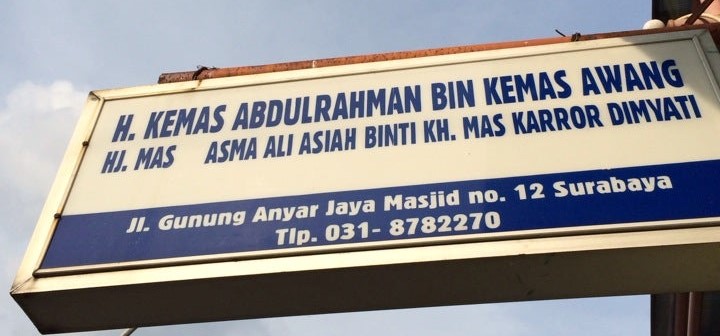 H. KEMAS ABDULRAHMAN BIN KEMAS AWANG
HJ. MAS ASMA ALI ASIAH BINTI KH. MAS KARROR DIMYATI
Jl. Gunung Anyar Jaya Masjid no. 12 Surabaya
Tlp. 031- 8782270